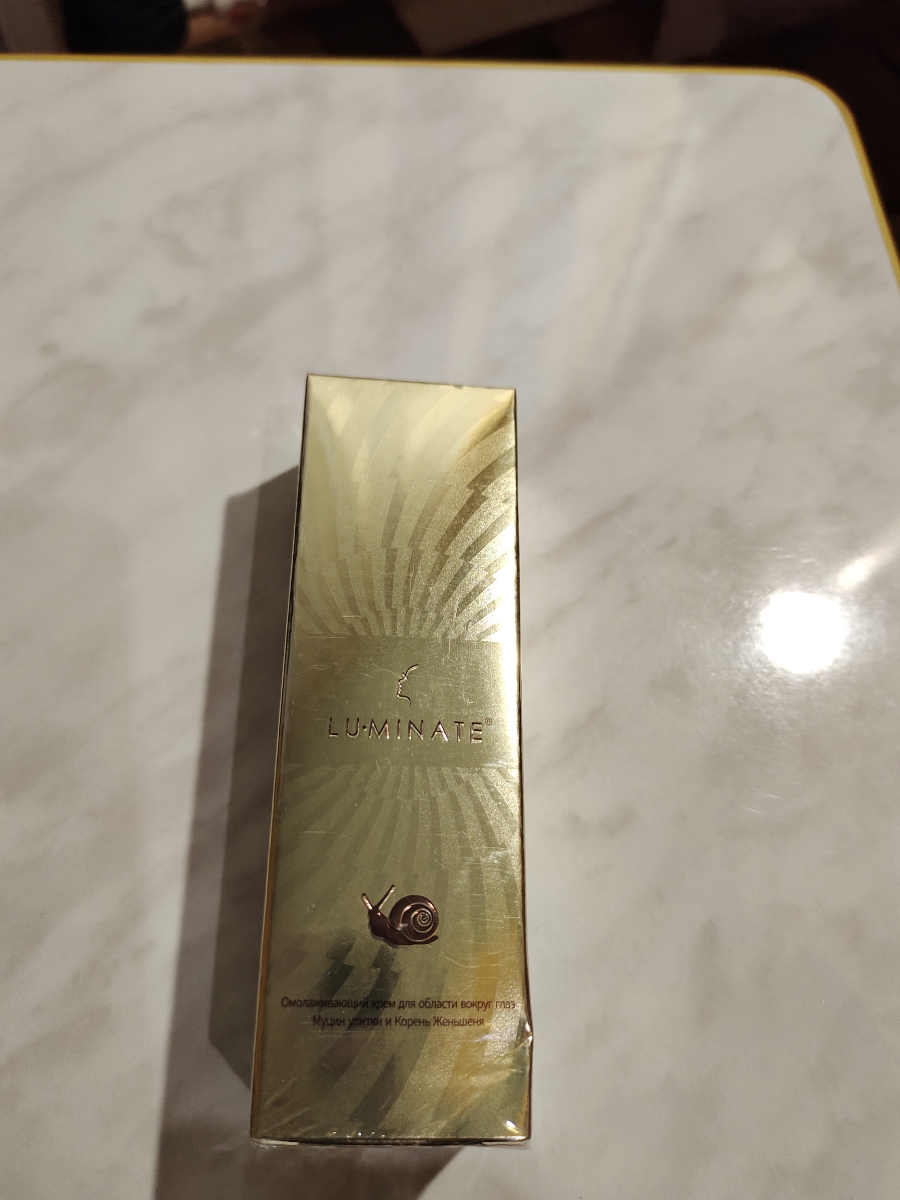 LU·MINATE®
Омолаживающий крем для области вокруг глаз
Муцин улитки и Корень Женьшеня